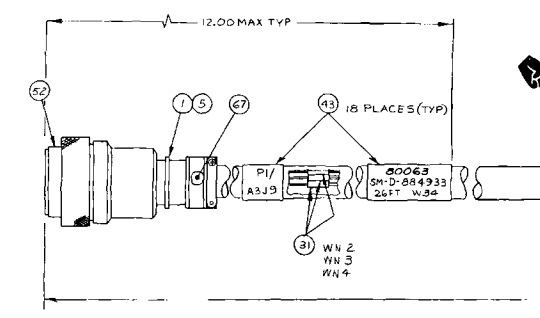 12.00 MAX TYP
52
1 5
67
43 18 PLACES (TYP)
P1/
A3J9
80063
SM-D-884933
26FT W34
31
WN 2
WN 3
WN 4